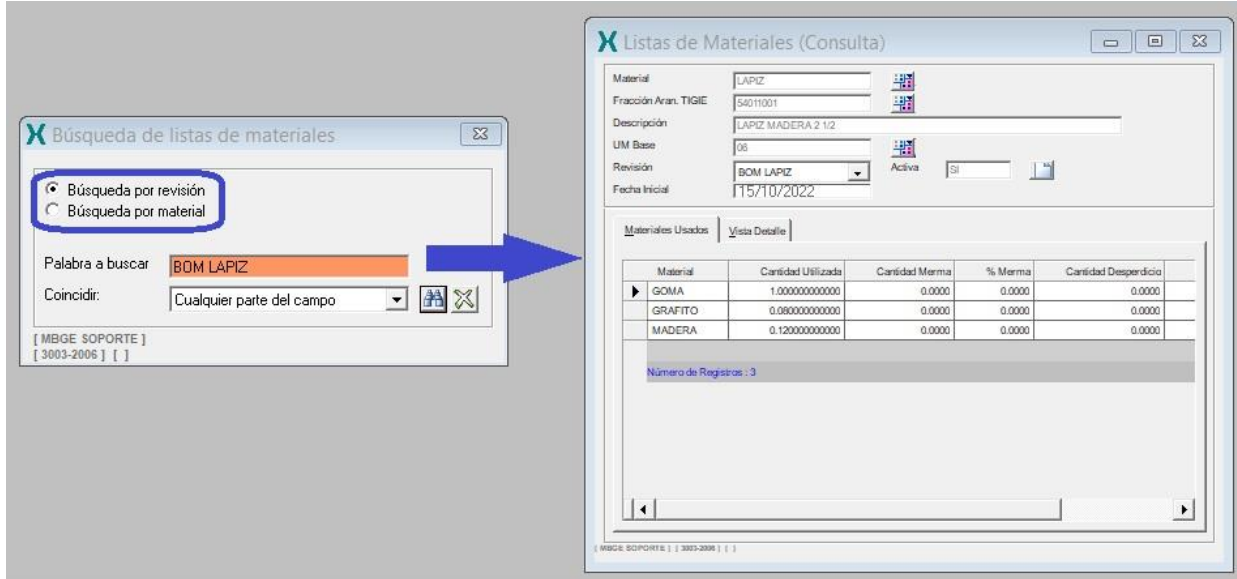 Búsqueda de listas de materiales
Búsqueda por revisión
Búsqueda por material
Palabra a buscar BOM LAPIZ
Coincidir: Cualquier parte del campo
[ MBGE SOPORTE ]
[ 3003-2006 ] [ ]
Listas de Materiales (Consulta)
Material LAPIZ
Fracción Aran. TIGIE 54011001
Descripción LAPIZ MADERA 2 1/2
UM Base 06
Revisión BOM LAPIZ Activa SI
Fecha Inicial 15/10/2022
Materiales Usados Vista Detalle
Material Cantidad Utilizada Cantidad Merma % Merma Cantidad Desperdicio
GOMA 1.000000000000 0.0000 0.0000 0.0000
GRAFITO 0.080000000000 0.0000 0.0000 0.0000
MADERA 0.120000000000 0.0000 0.0000 0.0000
Número de Registros : 3
[ MBGE SOPORTE ] [ 3003-2006 ] [ ]